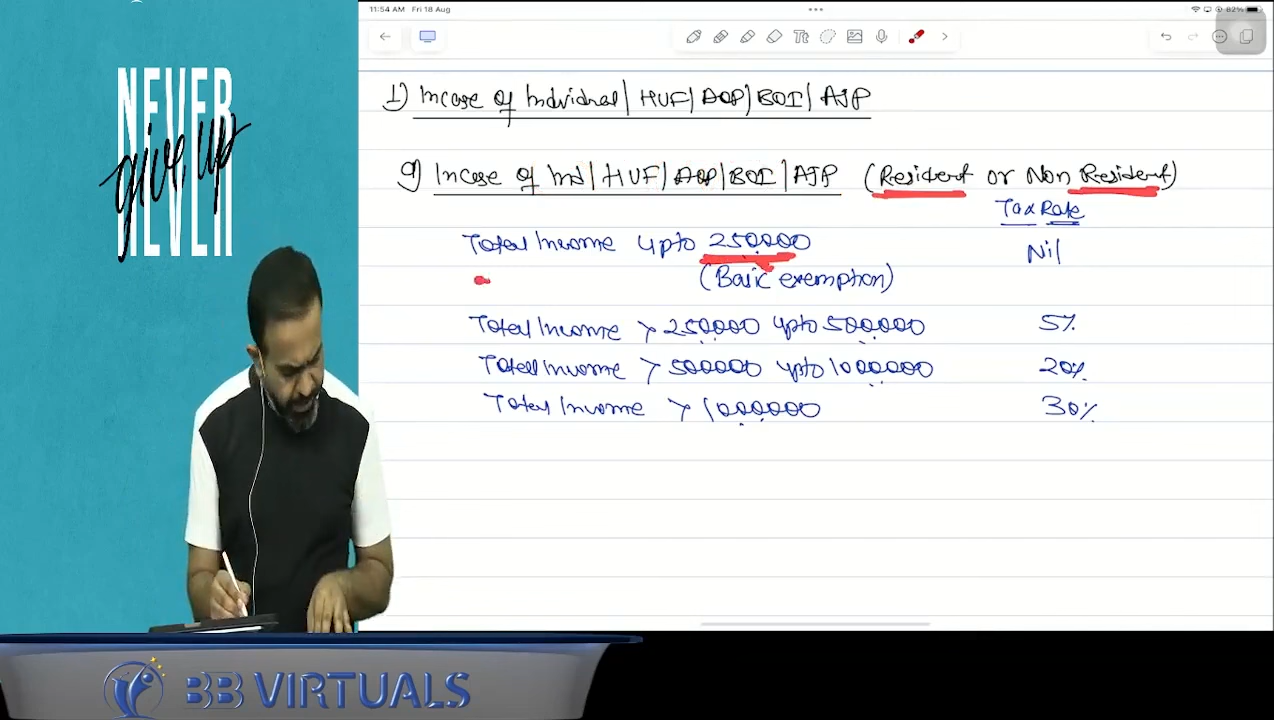 11:54 AM Fri 18 Aug
82%
NEVER
give up
NEVER
1) Incase of Individual | HUF | AOP | BOI | AJP
a) Incase of Ind | HUF | AOP | BOI | AJP (Resident or Non Resident)
Tax Rate
Total Income upto 250000 Nil
(Basic exemption)
Total Income > 250000 upto 500000 5%
Total Income > 500000 upto 1000000 20%
Total Income > 1000000 30%
BB VIRTUALS